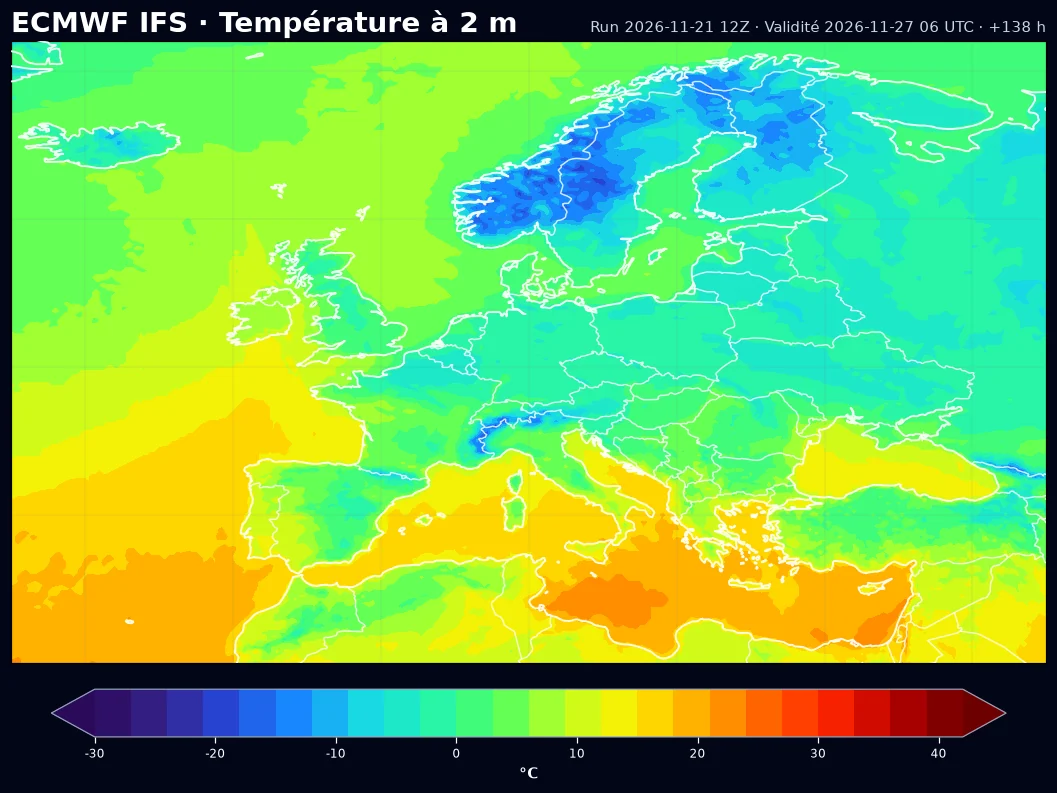 ECMWF IFS · Température à 2 m
Run 2026-11-21 12Z · Validité 2026-11-27 06 UTC · +138 h
-30 -20 -10 0 10 20 30 40
°C